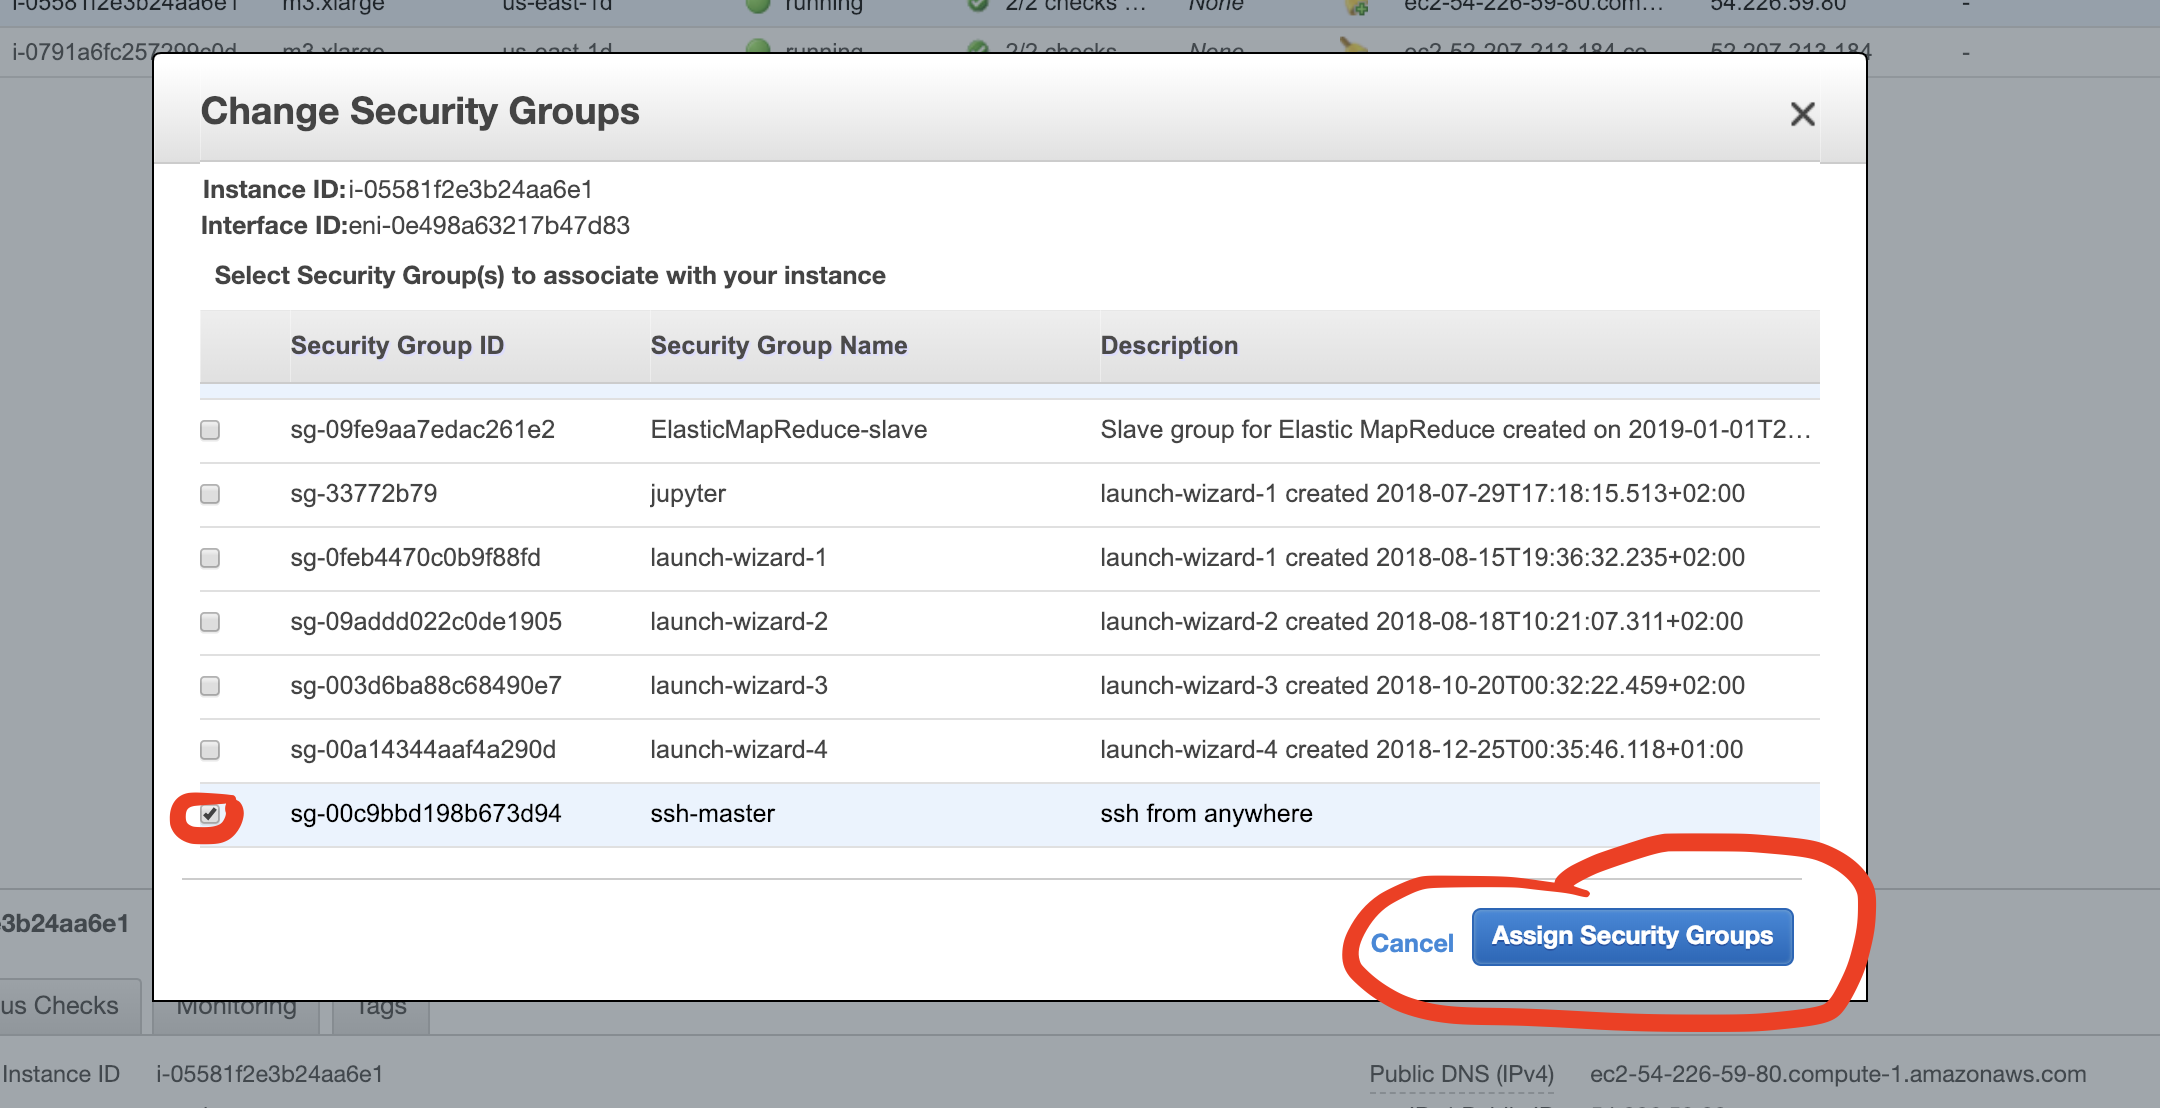 i-05581f2e3b24aa6e1 m3.xlarge us-east-1d running 2/2 checks ... None ec2-54-226-59-80.com... 54.226.59.80 -
i-0791a6fc257299c0d m3.xlarge us-east-1d running 2/2 checks None ec2-52-207-213-184.co 52.207.213.184 -
Change Security Groups
Instance ID:i-05581f2e3b24aa6e1
Interface ID:eni-0e498a63217b47d83
Select Security Group(s) to associate with your instance
Security Group ID Security Group Name Description
sg-09fe9aa7edac261e2 ElasticMapReduce-slave Slave group for Elastic MapReduce created on 2019-01-01T2...
sg-33772b79 jupyter launch-wizard-1 created 2018-07-29T17:18:15.513+02:00
sg-0feb4470c0b9f88fd launch-wizard-1 launch-wizard-1 created 2018-08-15T19:36:32.235+02:00
sg-09addd022c0de1905 launch-wizard-2 launch-wizard-2 created 2018-08-18T10:21:07.311+02:00
sg-003d6ba88c68490e7 launch-wizard-3 launch-wizard-3 created 2018-10-20T00:32:22.459+02:00
sg-00a14344aaf4a290d launch-wizard-4 launch-wizard-4 created 2018-12-25T00:35:46.118+01:00
sg-00c9bbd198b673d94 ssh-master ssh from anywhere
3b24aa6e1
Cancel Assign Security Groups
us Checks Monitoring Tags
Instance ID i-05581f2e3b24aa6e1 Public DNS (IPv4) ec2-54-226-59-80.compute-1.amazonaws.com